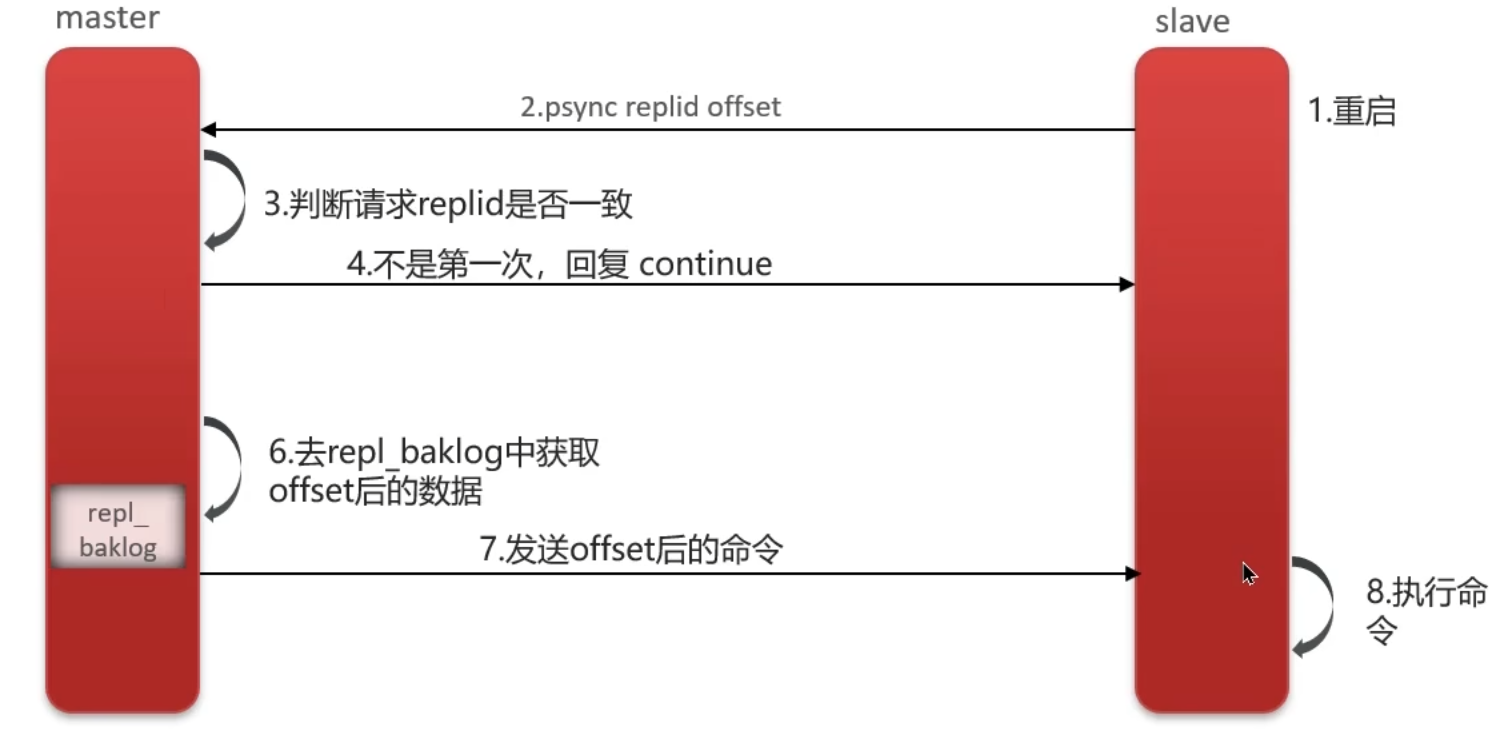 master
slave
2.psync replid offset
1.重启
3.判断请求replid是否一致
4.不是第一次，回复 continue
6.去repl_baklog中获取
offset后的数据
repl_
baklog
7.发送offset后的命令
8.执行命
令